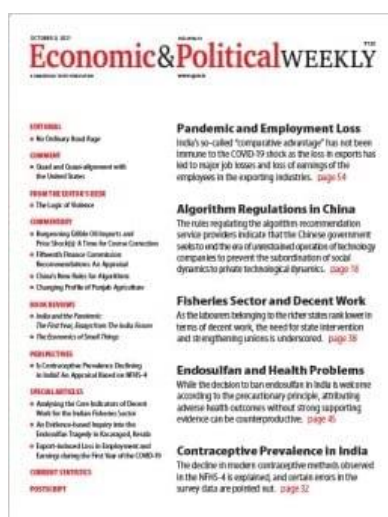 OCTOBER 9, 2021
Economic&PoliticalWEEKLY
EDITORIAL
No Ordinary Road Rage
COMMENT
Quad and Quasi-alignment with
the United States
FROM THE EDITOR'S DESK
The Logic of Violence
COMMENTARY
Burgeoning Edible Oil Imports and
Price Shock(s): A Time for Course Correction
Fifteenth Finance Commission
Recommendations: An Appraisal
China's New Rules for Algorithms
Changing Profile of Punjab Agriculture
BOOK REVIEWS
India and the Pandemic:
The First Year, Essays from The India Forum
The Economics of Small Things
PERSPECTIVES
Is Contraceptive Prevalence Declining
in India? An Appraisal Based on NFHS-4
SPECIAL ARTICLES
Analysing the Core Indicators of Decent
Work for the Indian Fisheries Sector
An Evidence-based Inquiry into the
Endosulfan Tragedy in Kasaragod, Kerala
Export-induced Loss in Employment and
Earnings during the First Year of the COVID-19
CURRENT STATISTICS
POSTSCRIPT
Pandemic and Employment Loss
India's so-called "comparative advantage" has not been
immune to the COVID-19 shock as the loss in exports has
led to major job losses and loss of earnings of the
employees in the exporting industries. page 54
Algorithm Regulations in China
The rules regulating the algorithm recommendation
service providers indicate that the Chinese government
seeks to end the era of unrestrained operation of technology
companies to prevent the subordination of social
dynamics to private technological dynamics. page 18
Fisheries Sector and Decent Work
As the labourers belonging to the richer states rank lower in
terms of decent work, the need for state intervention
and strengthening unions is underscored. page 38
Endosulfan and Health Problems
While the decision to ban endosulfan in India is welcome
according to the precautionary principle, attributing
adverse health outcomes without strong supporting
evidence can be counterproductive. page 45
Contraceptive Prevalence in India
The decline in modern contraceptive methods observed
in the NFHS-4 is explained, and certain errors in the
survey data are pointed out. page 32